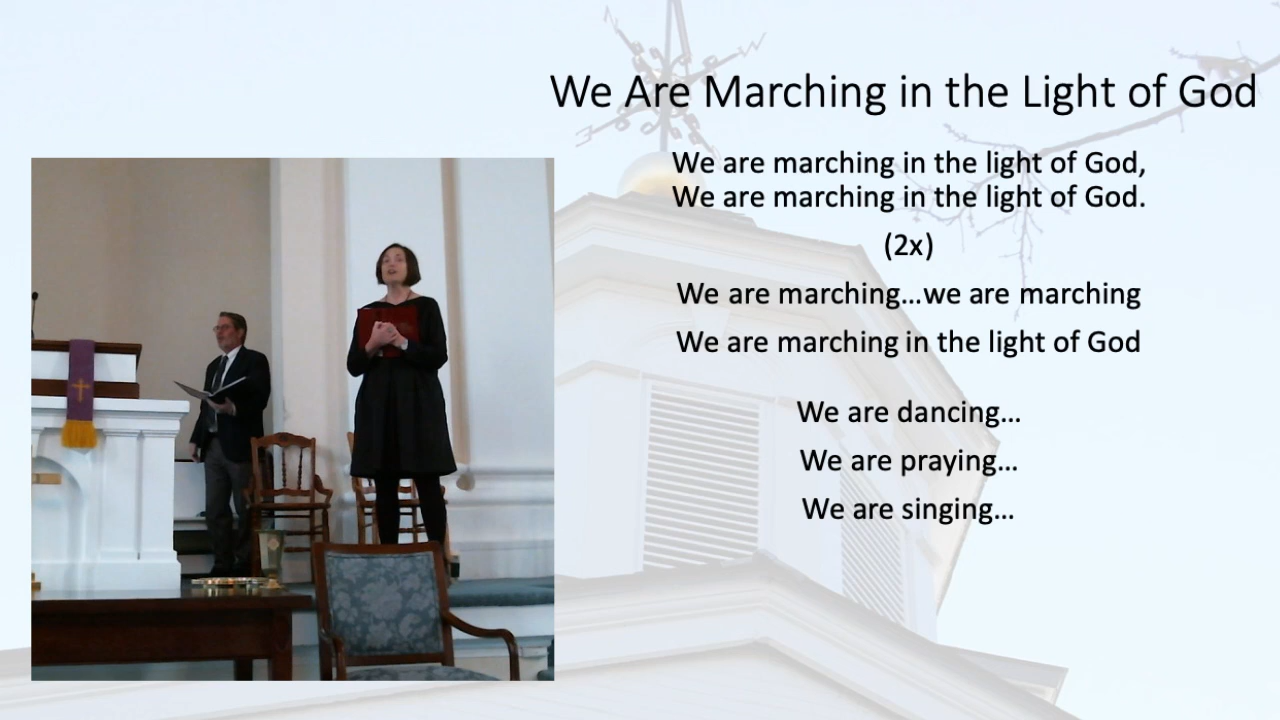 We Are Marching in the Light of God
We are marching in the light of God,
We are marching in the light of God.
(2x)
We are marching...we are marching
We are marching in the light of God
We are dancing...
We are praying...
We are singing...